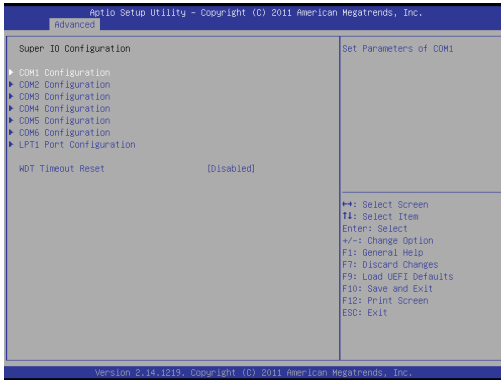 Aptio Setup Utility – Copyright (C) 2011 American Megatrends, Inc.
Advanced
Super IO Configuration
COM1 Configuration
COM2 Configuration
COM3 Configuration
COM4 Configuration
COM5 Configuration
COM6 Configuration
LPT1 Port Configuration
WDT Timeout Reset [Disabled]
Set Parameters of COM1
↔: Select Screen
↑↓: Select Item
Enter: Select
+/-: Change Option
F1: General Help
F7: Discard Changes
F9: Load UEFI Defaults
F10: Save and Exit
F12: Print Screen
ESC: Exit
Version 2.14.1219. Copyright (C) 2011 American Megatrends, Inc.